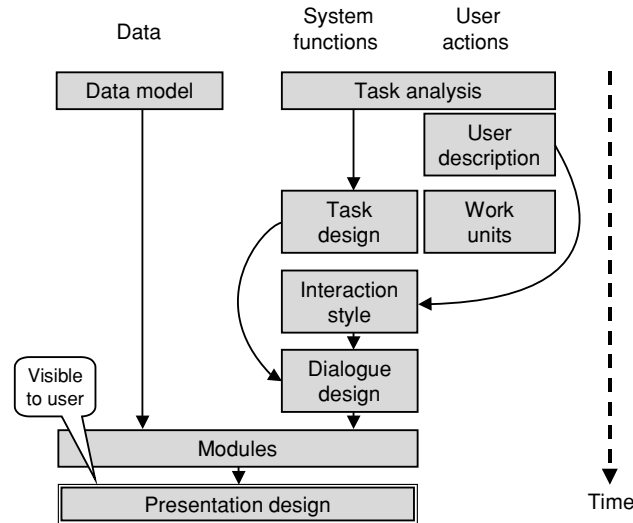 Data
System
functions
User
actions
Data model
Task analysis
User
description
Task
design
Work
units
Interaction
style
Dialogue
design
Visible
to user
Modules
Presentation design
Time